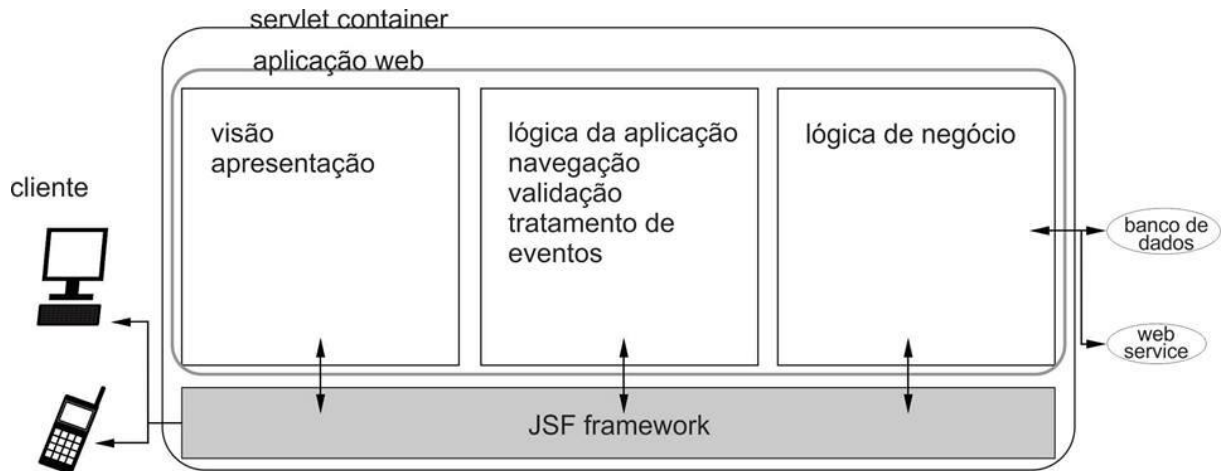 servlet container
aplicação web
visão
apresentação
lógica da aplicação
navegação
validação
tratamento de
eventos
lógica de negócio
cliente
banco de
dados
web
service
JSF framework